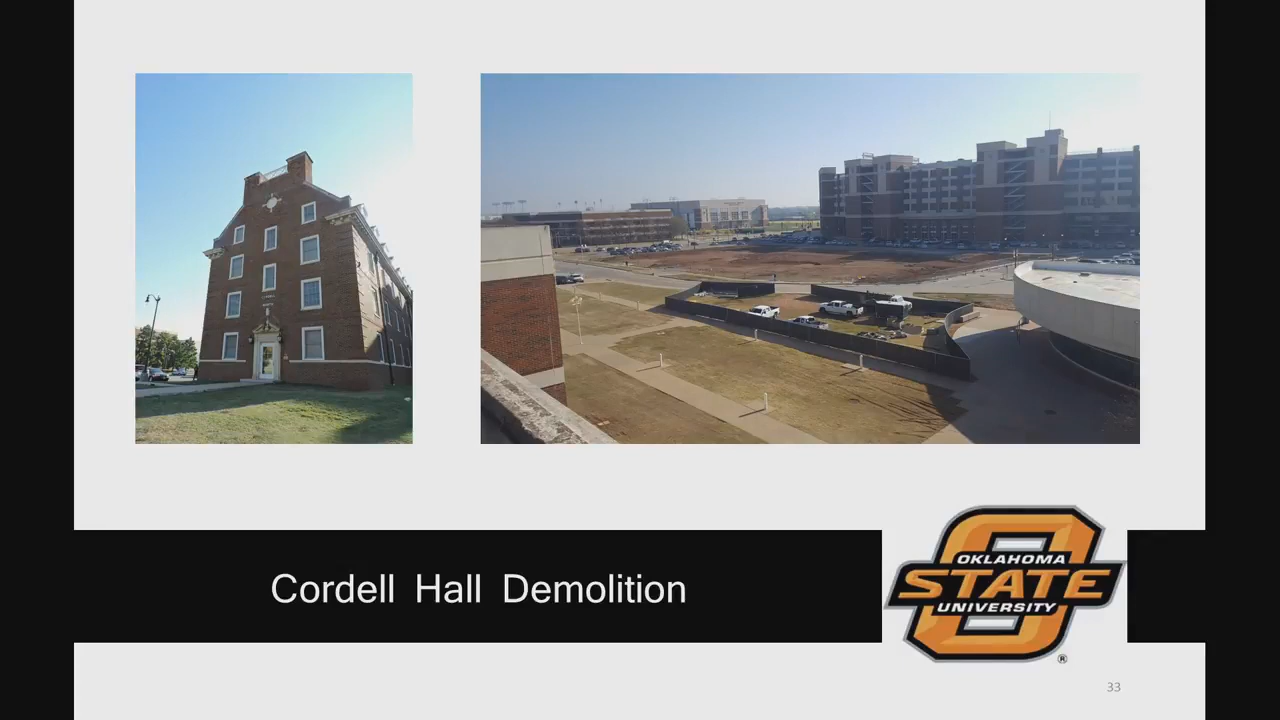 Cordell Hall Demolition
OKLAHOMA
STATE
UNIVERSITY
®
33